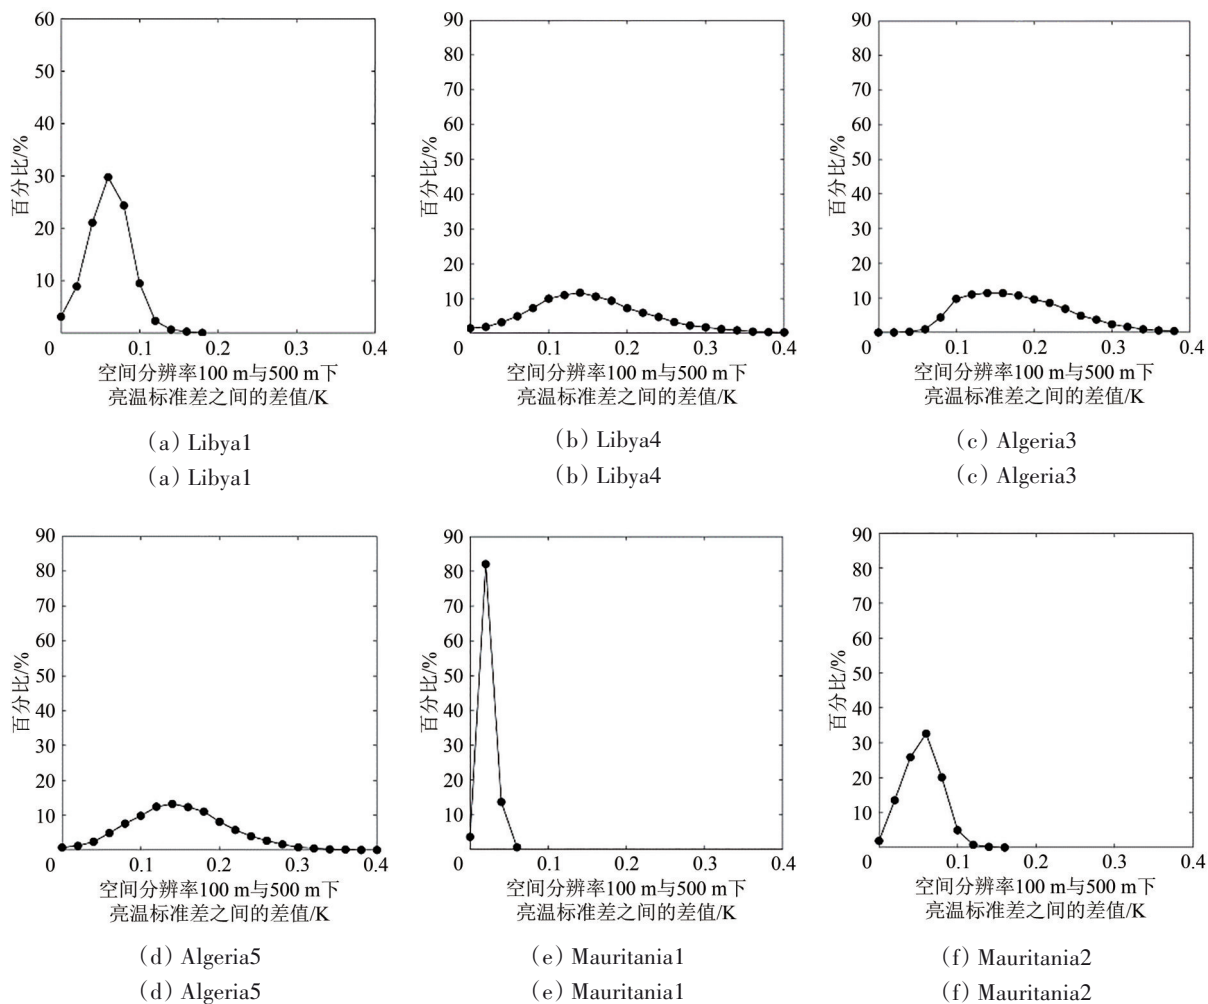 60
50
40
30
20
10
0
0.1
0.2
0.3
0.4
百分比/%
空间分辨率100 m与500 m下
亮温标准差之间的差值/K
(a) Libya1
(a) Libya1
90
80
70
60
50
40
30
20
10
0
0.1
0.2
0.3
0.4
百分比/%
空间分辨率100 m与500 m下
亮温标准差之间的差值/K
(b) Libya4
(b) Libya4
90
80
70
60
50
40
30
20
10
0
0.1
0.2
0.3
0.4
百分比/%
空间分辨率100 m与500 m下
亮温标准差之间的差值/K
(c) Algeria3
(c) Algeria3
90
80
70
60
50
40
30
20
10
0
0.1
0.2
0.3
0.4
百分比/%
空间分辨率100 m与500 m下
亮温标准差之间的差值/K
(d) Algeria5
(d) Algeria5
90
80
70
60
50
40
30
20
10
0
0.1
0.2
0.3
0.4
百分比/%
空间分辨率100 m与500 m下
亮温标准差之间的差值/K
(e) Mauritania1
(e) Mauritania1
90
80
70
60
50
40
30
20
10
0
0.1
0.2
0.3
0.4
百分比/%
空间分辨率100 m与500 m下
亮温标准差之间的差值/K
(f) Mauritania2
(f) Mauritania2